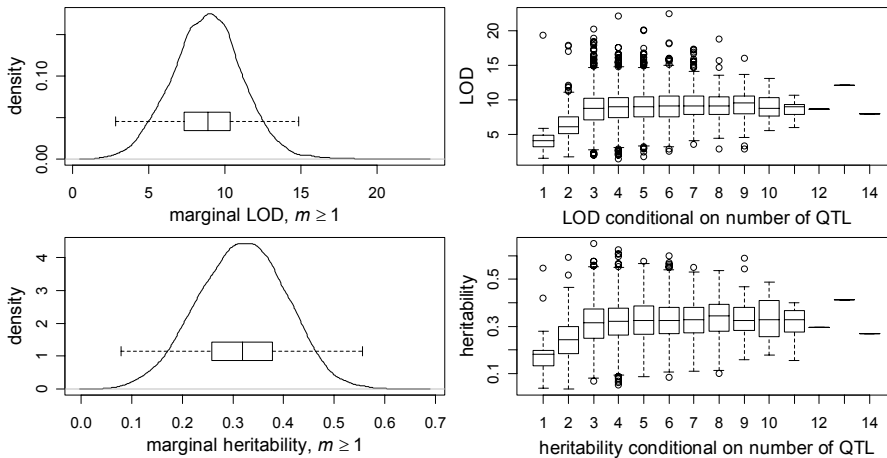 density
0.00
0.10
0 5 10 15 20
marginal LOD, m ≥ 1
LOD
5
10
15
20
1 2 3 4 5 6 7 8 9 10 12 14
LOD conditional on number of QTL
density
0
1
2
3
4
0.0 0.1 0.2 0.3 0.4 0.5 0.6 0.7
marginal heritability, m ≥ 1
heritability
0.1
0.3
0.5
1 2 3 4 5 6 7 8 9 10 12 14
heritability conditional on number of QTL